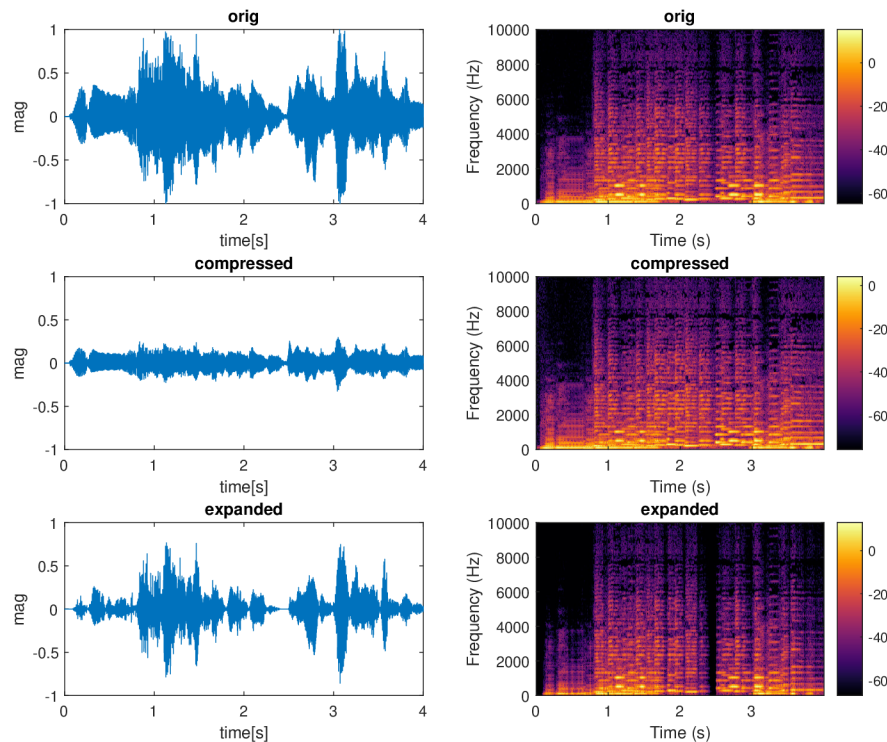 orig
1
0.5
0
-0.5
-1
mag
0 1 2 3 4
time[s]
orig
10000
8000
6000
4000
2000
0
Frequency (Hz)
0 1 2 3
Time (s)
0
-20
-40
-60
compressed
1
0.5
0
-0.5
-1
mag
0 1 2 3 4
time[s]
compressed
10000
8000
6000
4000
2000
0
Frequency (Hz)
0 1 2 3
Time (s)
0
-20
-40
-60
expanded
1
0.5
0
-0.5
-1
mag
0 1 2 3 4
time[s]
expanded
10000
8000
6000
4000
2000
0
Frequency (Hz)
0 1 2 3
Time (s)
0
-20
-40
-60